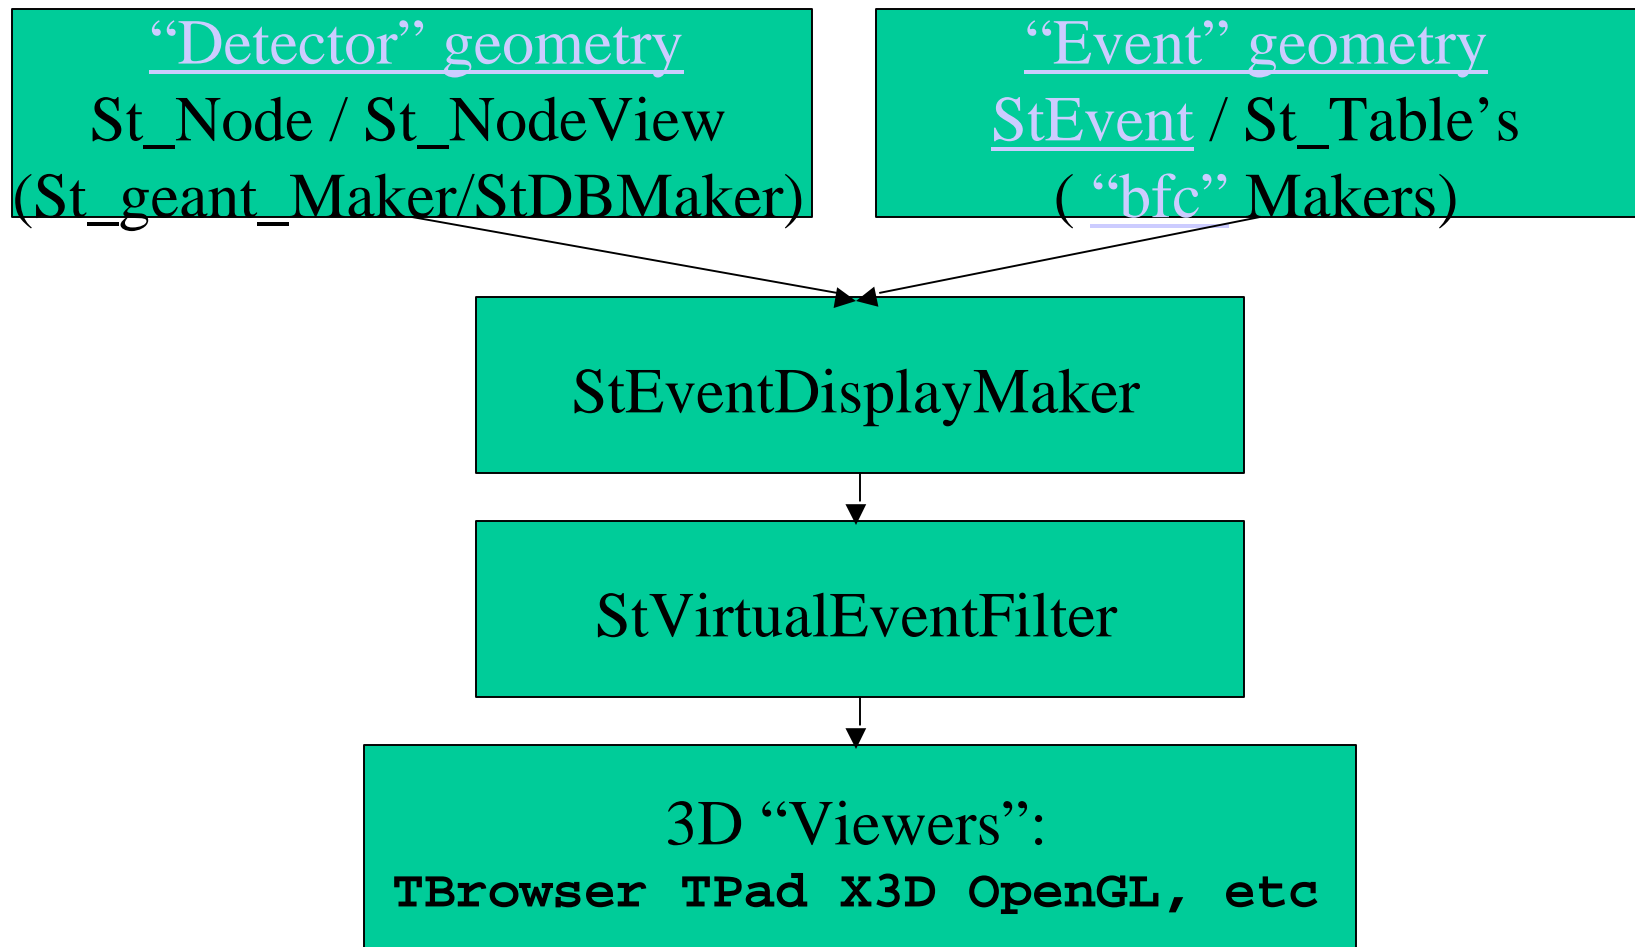 “Detector” geometry
St_Node / St_NodeView
(St_geant_Maker/StDBMaker)
“Event” geometry
StEvent / St_Table’s
( “bfc” Makers)
StEventDisplayMaker
StVirtualEventFilter
3D “Viewers”:
TBrowser TPad X3D OpenGL, etc